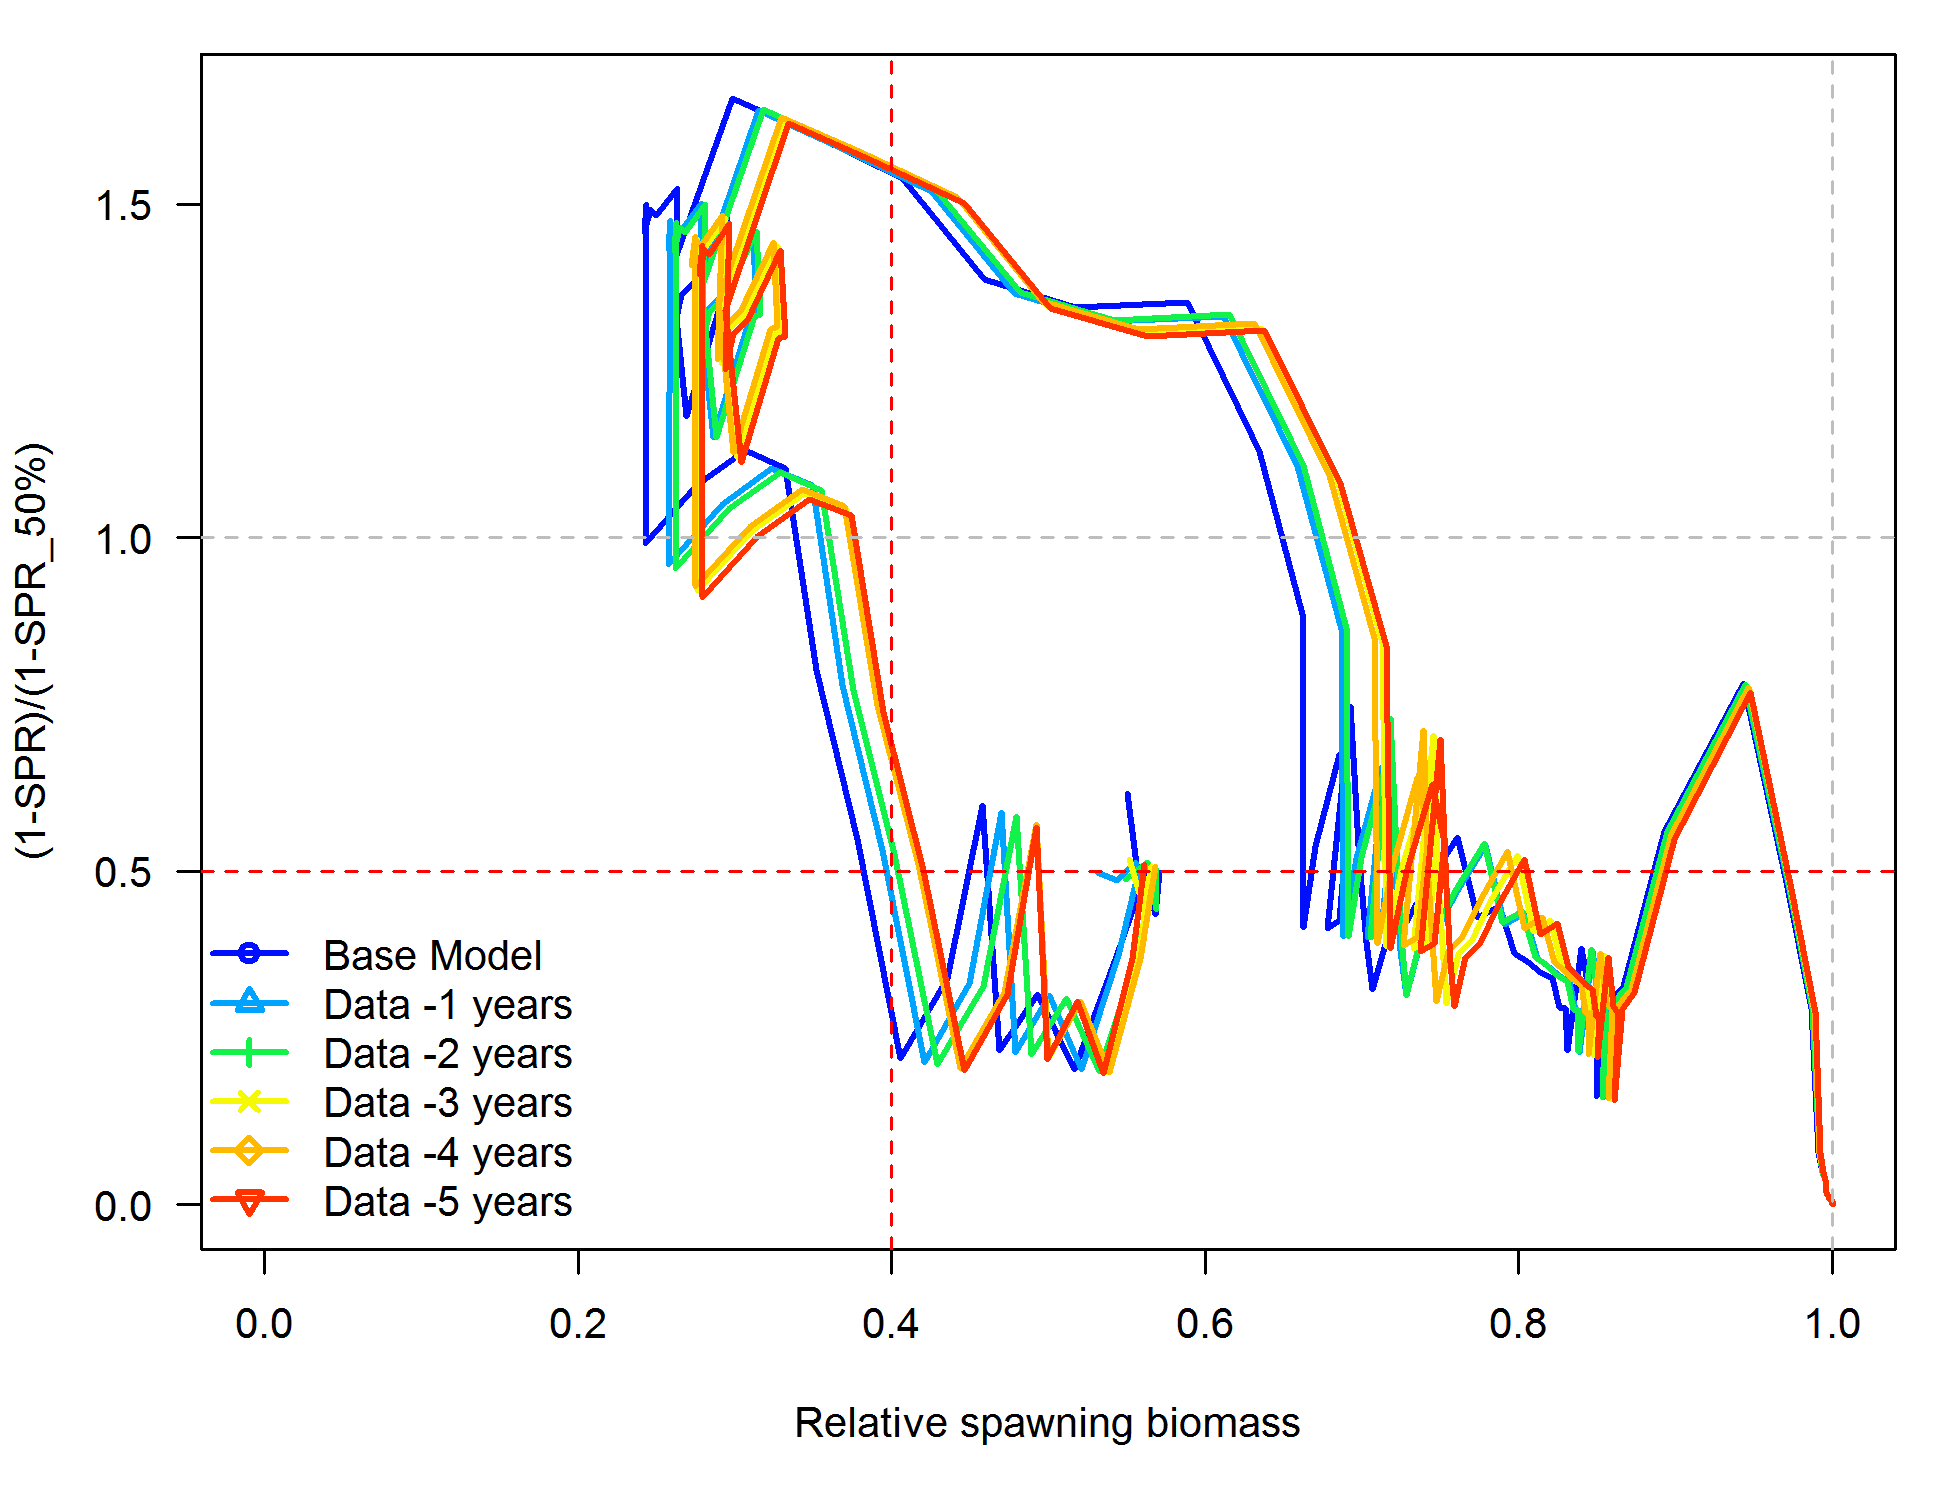 (1-SPR)/(1-SPR_50%)
1.5
1.0
0.5
0.0
Base Model
Data -1 years
Data -2 years
Data -3 years
Data -4 years
Data -5 years
0.0 0.2 0.4 0.6 0.8 1.0
Relative spawning biomass